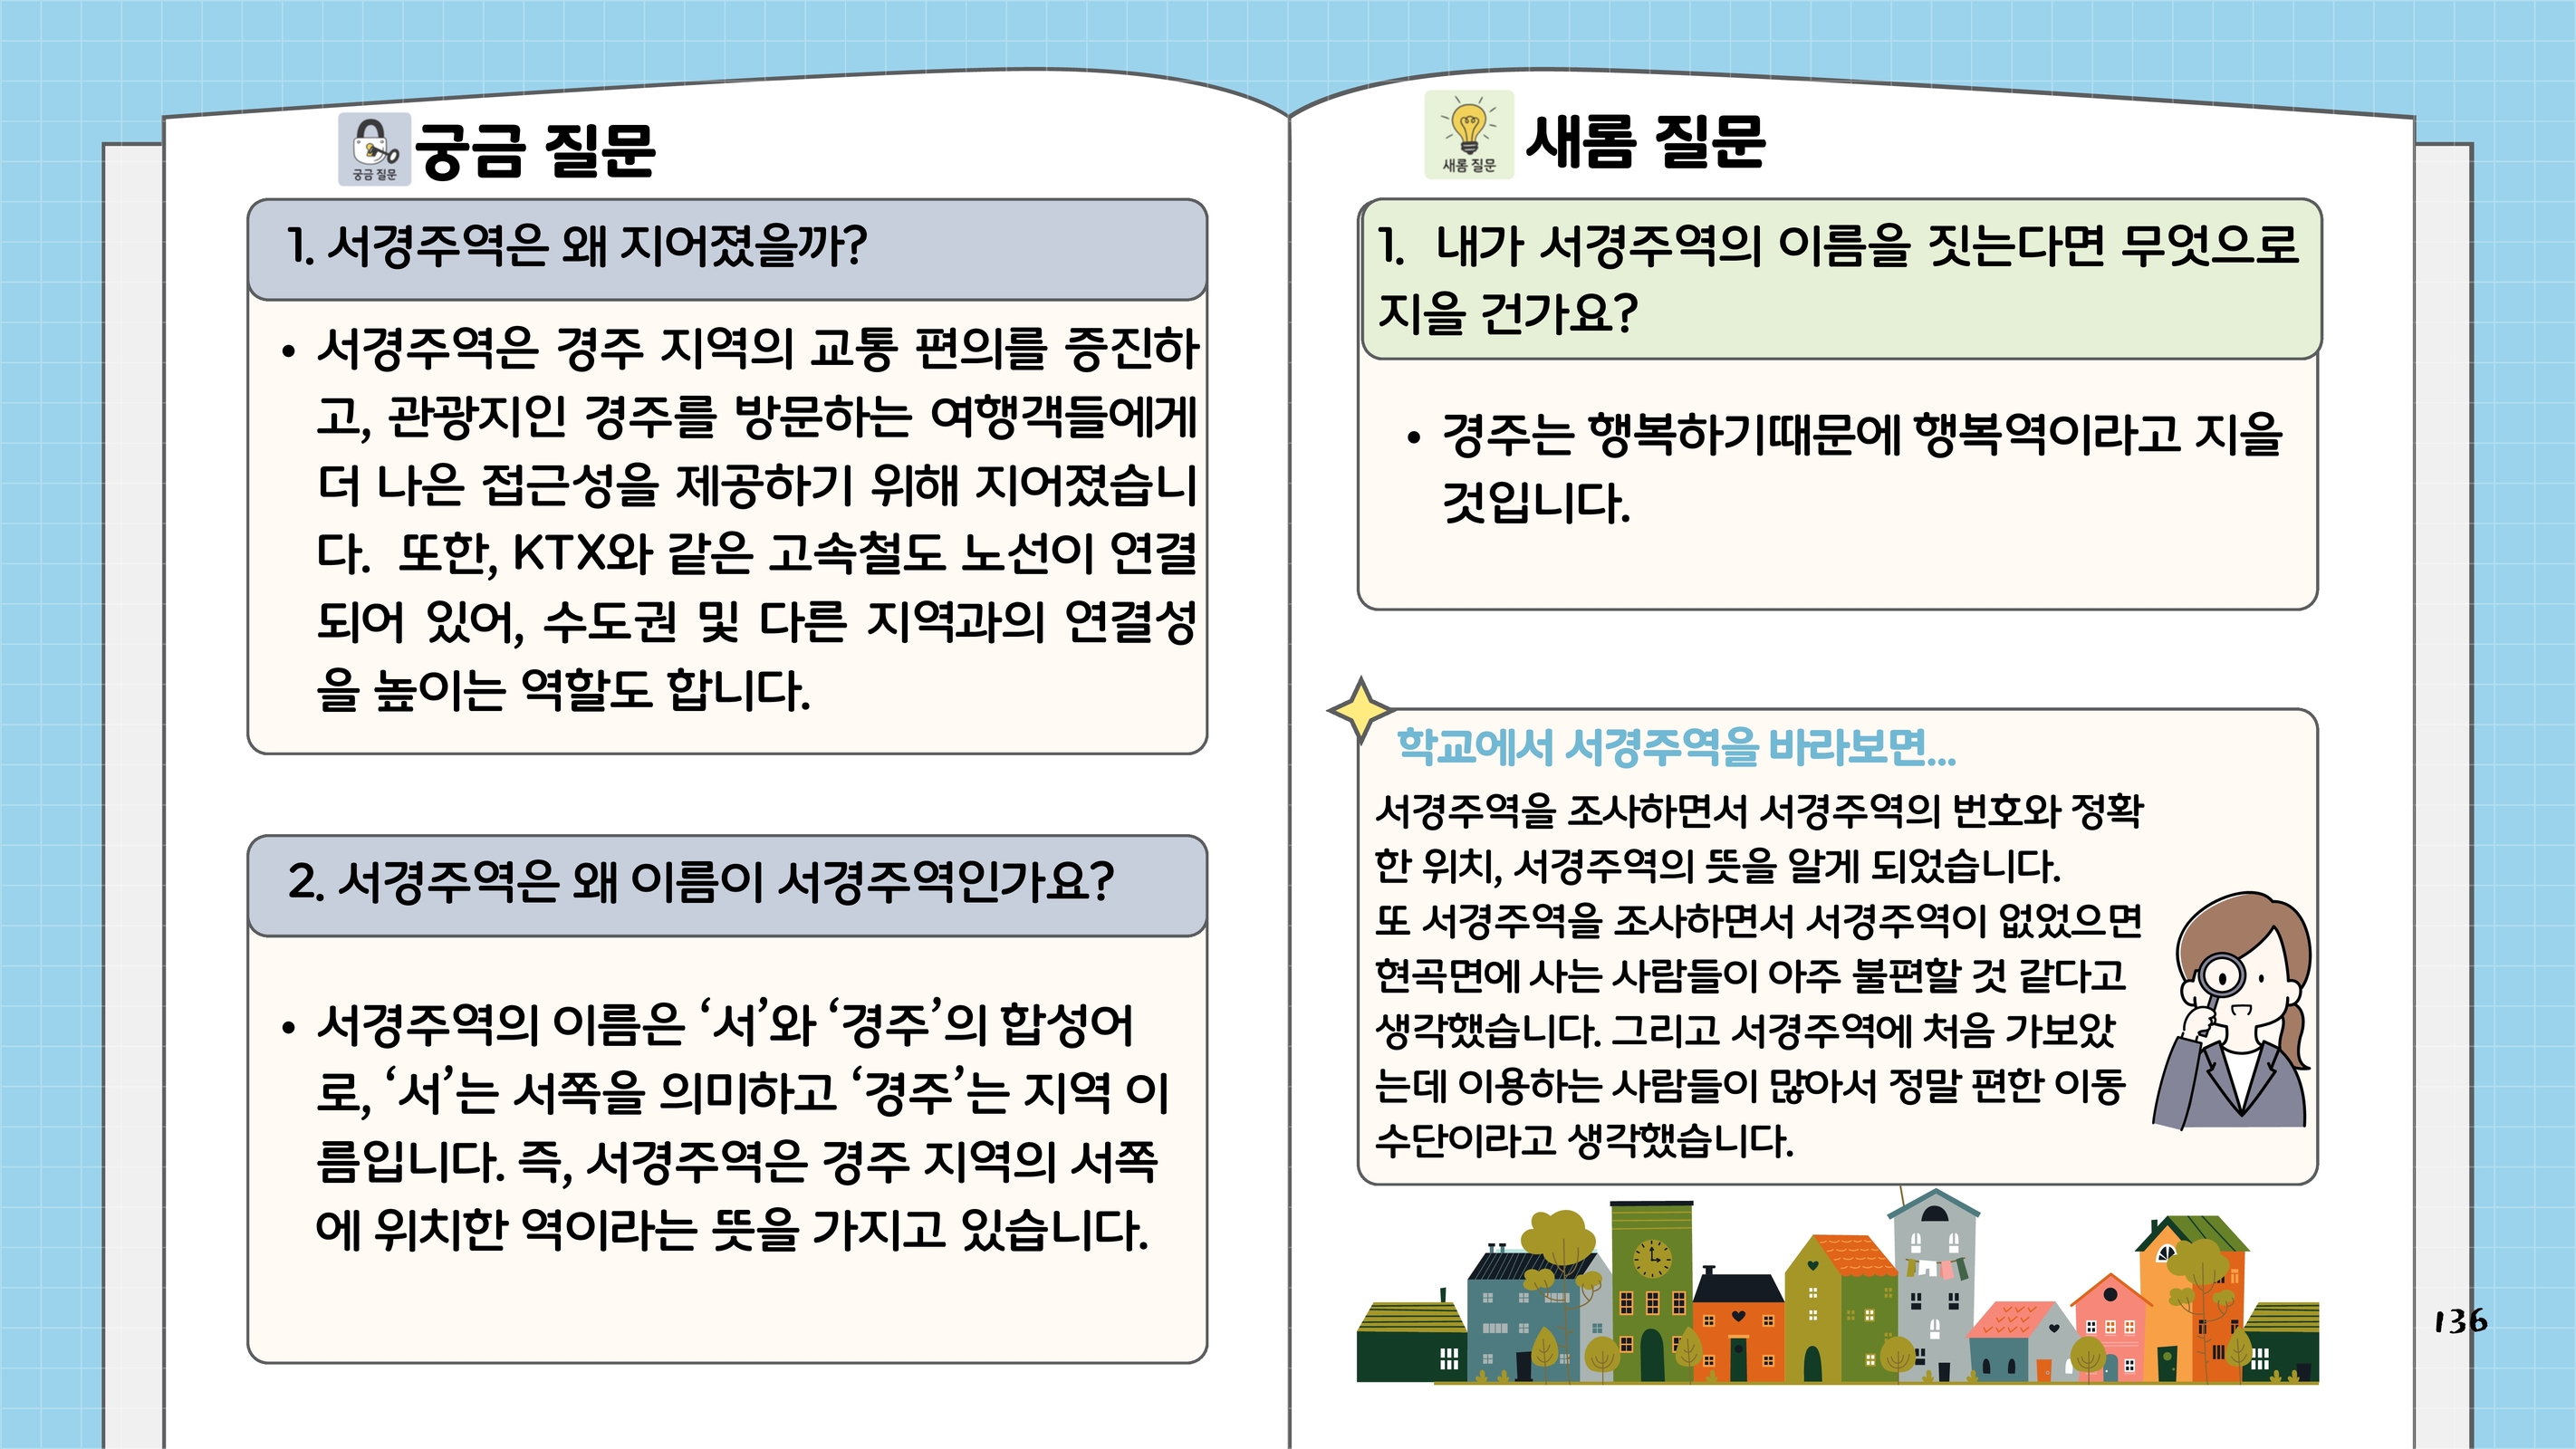 궁금 질문
궁금 질문
1. 서경주역은 왜 지어졌을까?
• 서경주역은 경주 지역의 교통 편의를 증진하
고, 관광지인 경주를 방문하는 여행객들에게
더 나은 접근성을 제공하기 위해 지어졌습니
다. 또한, KTX와 같은 고속철도 노선이 연결
되어 있어, 수도권 및 다른 지역과의 연결성
을 높이는 역할도 합니다.
2. 서경주역은 왜 이름이 서경주역인가요?
• 서경주역의 이름은 ‘서’와 ‘경주’의 합성어
로, ‘서’는 서쪽을 의미하고 ‘경주’는 지역 이
름입니다. 즉, 서경주역은 경주 지역의 서쪽
에 위치한 역이라는 뜻을 가지고 있습니다.
새롬 질문
새롬 질문
1. 내가 서경주역의 이름을 짓는다면 무엇으로
지을 건가요?
• 경주는 행복하기때문에 행복역이라고 지을
것입니다.
학교에서 서경주역을 바라보면...
서경주역을 조사하면서 서경주역의 번호와 정확
한 위치, 서경주역의 뜻을 알게 되었습니다.
또 서경주역을 조사하면서 서경주역이 없었으면
현곡면에 사는 사람들이 아주 불편할 것 같다고
생각했습니다. 그리고 서경주역에 처음 가보았
는데 이용하는 사람들이 많아서 정말 편한 이동
수단이라고 생각했습니다.
136